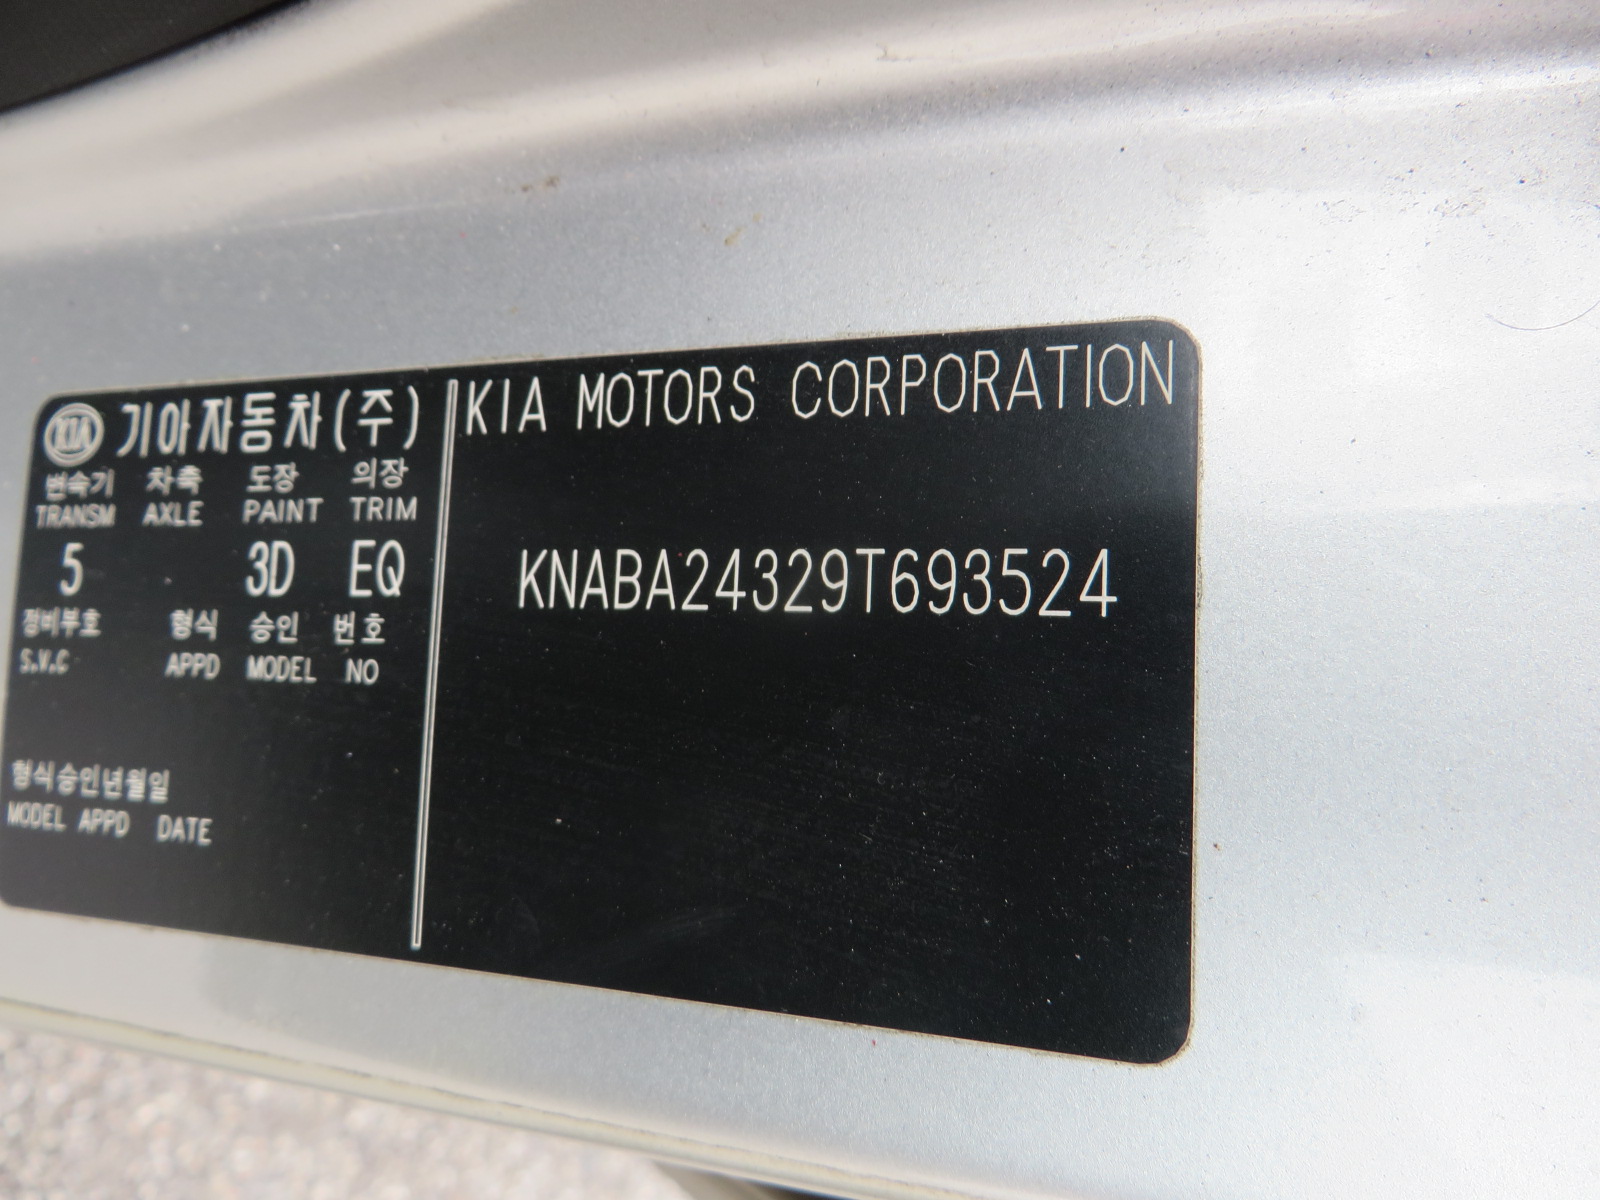 KIA 기아자동차(주)
변속기 차축 도장 의장
TRANSM AXLE PAINT TRIM
5 3D EQ
정비부호 형식 승인 번호
S.V.C APPD MODEL NO
형식승인년월일
MODEL APPD DATE
KIA MOTORS CORPORATION
KNABA24329T693524